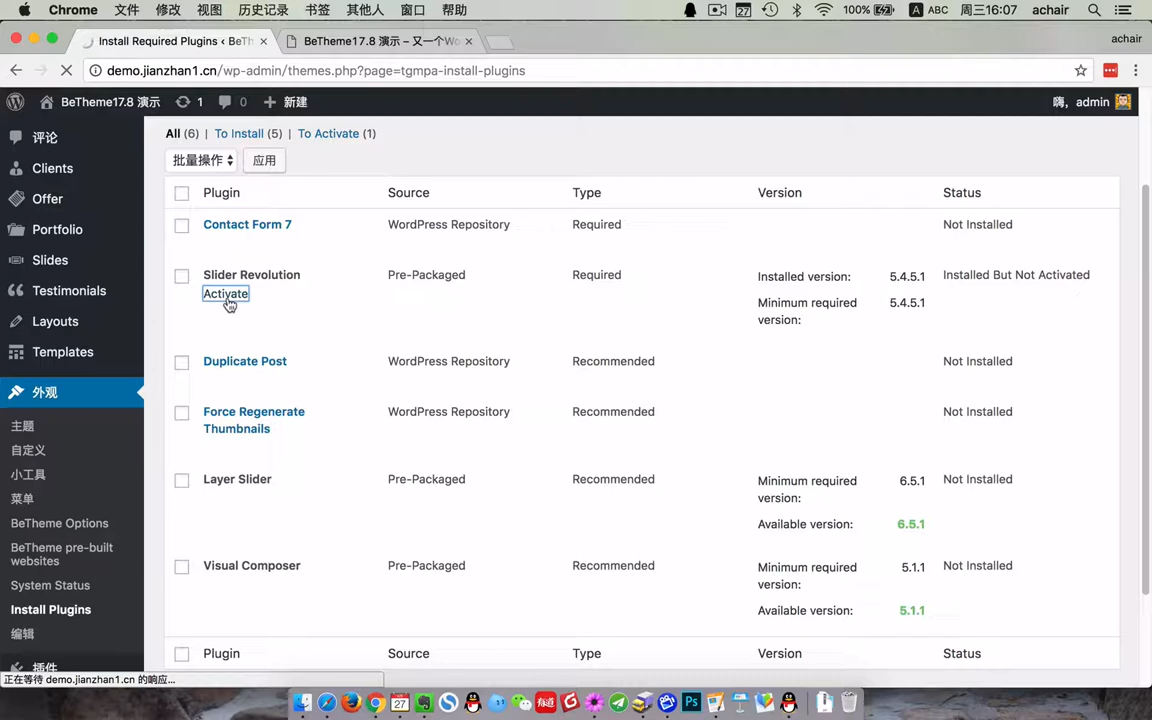 Chrome 文件 修改 视图 历史记录 书签 其他人 窗口 帮助 27 100% A ABC 周三16:07 achair
Install Required Plugins ‹ BeTh × BeTheme17.8 演示 – 又一个Wo × achair
demo.jianzhan1.cn/wp-admin/themes.php?page=tgmpa-install-plugins
BeTheme17.8 演示 1 0 新建 嗨, admin
评论
Clients
Offer
Portfolio
Slides
Testimonials
Layouts
Templates
外观
主题
自定义
小工具
菜单
BeTheme Options
BeTheme pre-built
websites
System Status
Install Plugins
编辑
插件
All (6) | To Install (5) | To Activate (1)
批量操作 应用
Plugin Source Type Version Status
Contact Form 7 WordPress Repository Required Not Installed
Slider Revolution Pre-Packaged Required Installed version: 5.4.5.1 Installed But Not Activated
Activate
Minimum required 5.4.5.1
version:
Duplicate Post WordPress Repository Recommended Not Installed
Force Regenerate WordPress Repository Recommended Not Installed
Thumbnails
Layer Slider Pre-Packaged Recommended Minimum required 6.5.1 Not Installed
version:
Available version: 6.5.1
Visual Composer Pre-Packaged Recommended Minimum required 5.1.1 Not Installed
version:
Available version: 5.1.1
Plugin Source Type Version Status
正在等待 demo.jianzhan1.cn 的响应...
27 有道 Ps